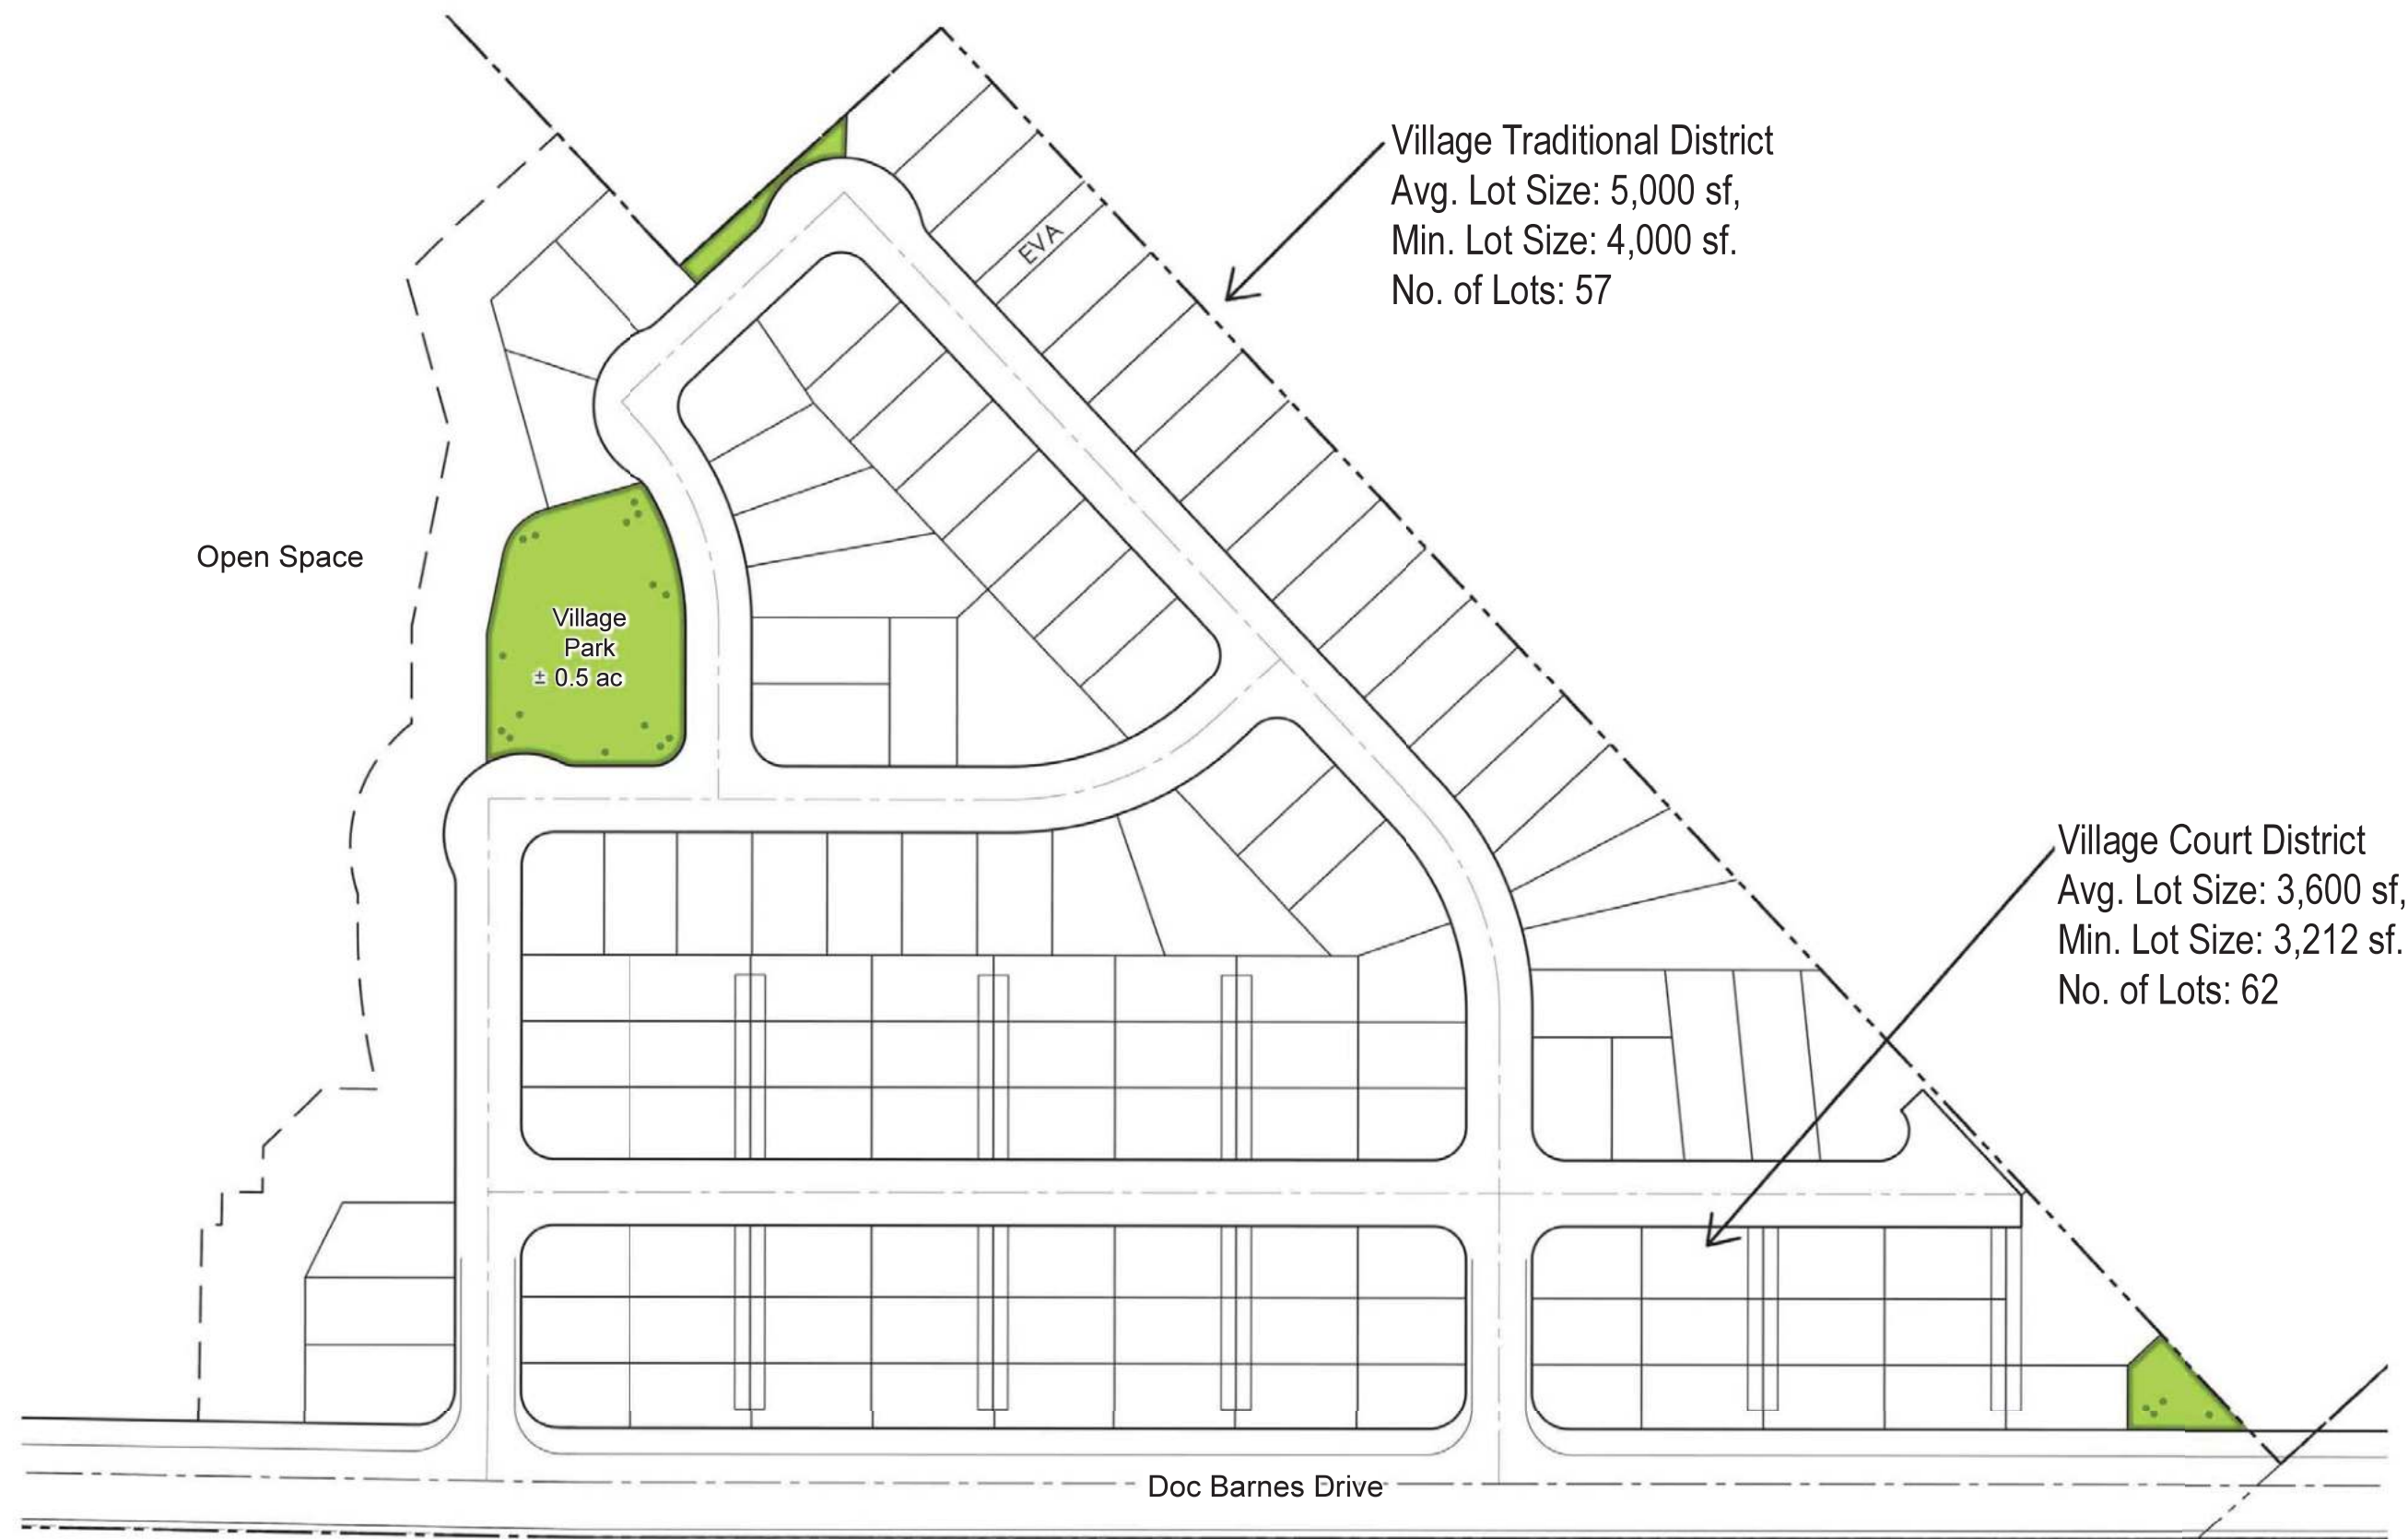 Village Traditional District
Avg. Lot Size: 5,000 sf,
Min. Lot Size: 4,000 sf.
No. of Lots: 57
EVA
Open Space
Village
Park
± 0.5 ac
Village Court District
Avg. Lot Size: 3,600 sf,
Min. Lot Size: 3,212 sf.
No. of Lots: 62
Doc Barnes Drive